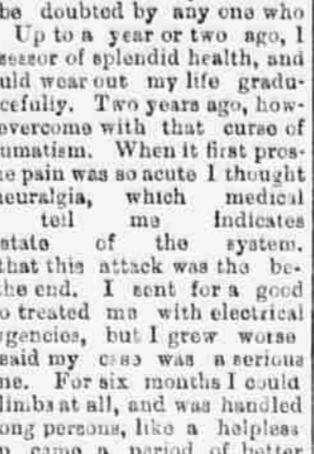 be doubted by any one who
Up to a year or two ago, I
sessor of splendid health, and
uld wear out my life gradu-
cefully. Two years ago, how-
overcome with that curse of
umatism. When it first pros-
e pain was so acute I thought
neuralgia, which medical
tell me indicates
state of the system.
that this attack was the be-
the end. I sent for a good
o treated me with electrical
gencies, but I grew worse
said my case was a serious
ne. For six months I could
limbs at all, and was handled
ong persons, like a helpless
came a period of better